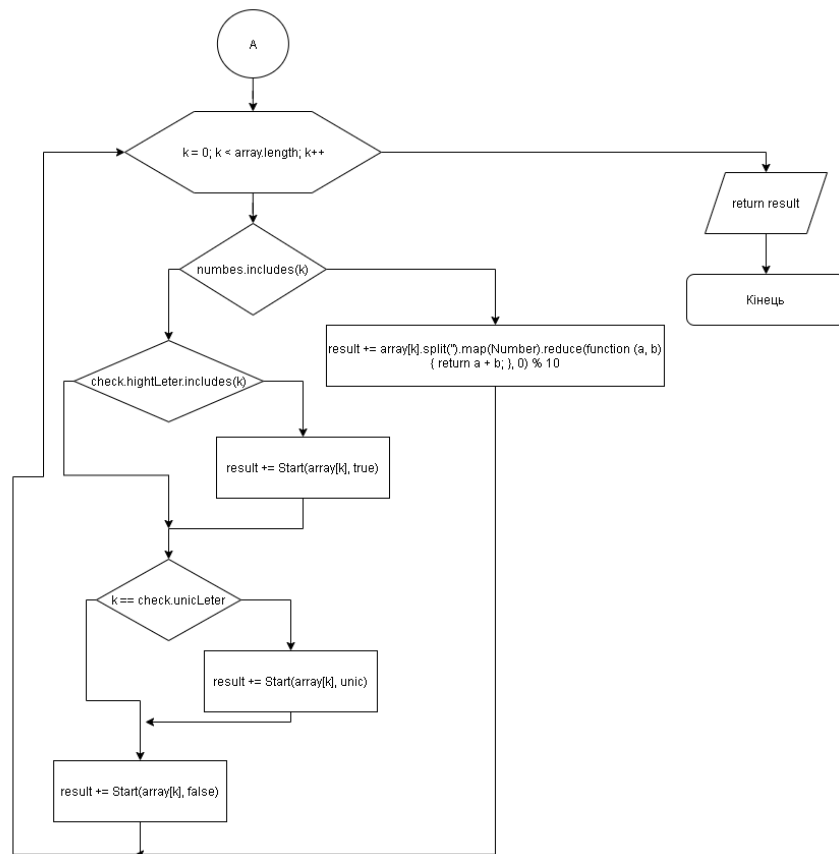 A
k = 0; k < array.length; k++
return result
numbes.includes(k)
Кінець
result += array[k].split('').map(Number).reduce(function (a, b)
{ return a + b; }, 0) % 10
check.hightLeter.includes(k)
result += Start(array[k], true)
k == check.unicLeter
result += Start(array[k], unic)
result += Start(array[k], false)